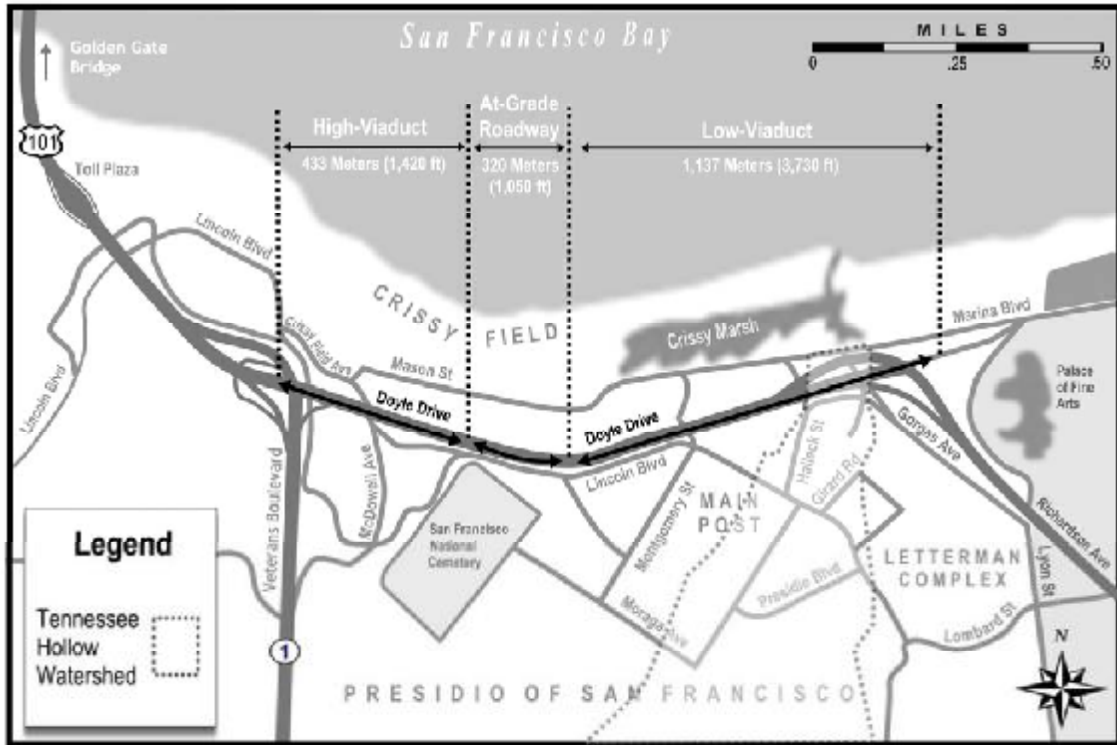 San Francisco Bay
MILES
0 .25 .50
Golden Gate
Bridge
101
Toll Plaza
High-Viaduct
433 Meters (1,420 ft)
At-Grade
Roadway
320 Meters
(1,050 ft)
Low-Viaduct
1,137 Meters (3,730 ft)
Lincoln Blvd
Lincoln Blvd
CRISSY
FIELD
Crissy Field Ave
Mason St
Crissy Marsh
Marina Blvd
Palace
of Fine
Arts
Doyle Drive
Doyle Drive
Lincoln Blvd
McDowell Ave
Veterans Boulevard
San Francisco
National
Cemetery
Montgomery St
MAIN
POST
Halleck St
Girard Rd
Gorgas Ave
Richardson Ave
Lyon St
LETTERMAN
COMPLEX
Presidio Blvd
Moraga Ave
Lombard St
N
Legend
Tennessee
Hollow
Watershed
1
PRESIDIO OF SAN FRANCISCO